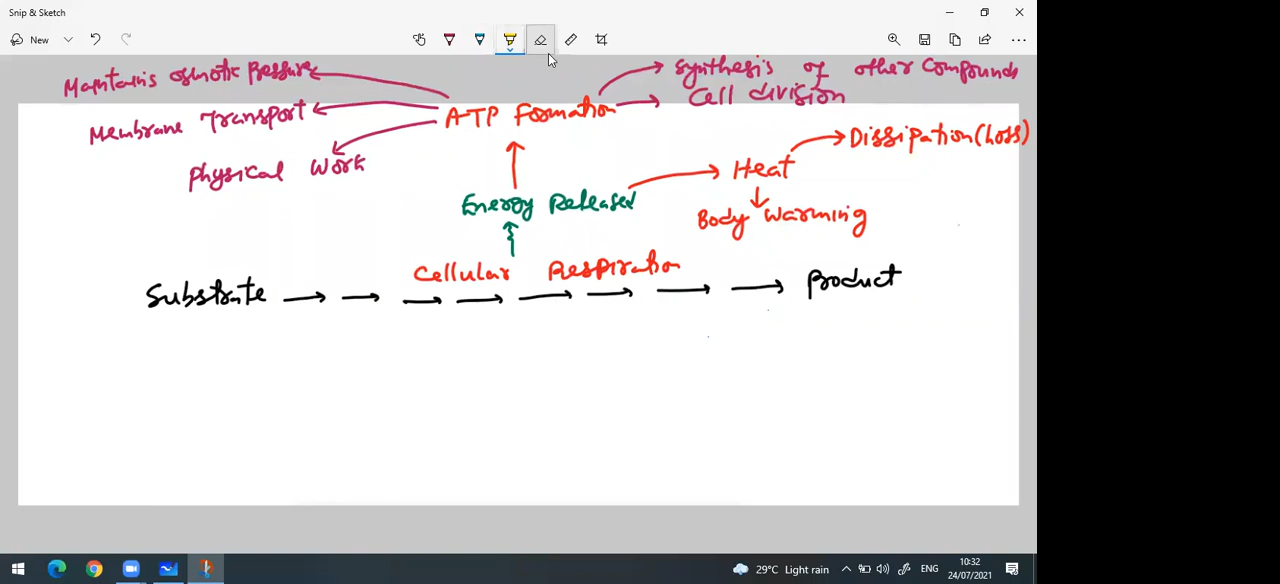 Snip & Sketch
New
Maintains osmotic Pressure
synthesis of other Compounds
Cell division
ATP Formation
Membrane Transport
Dissipation(Loss)
Physical Work
Heat
Energy Released
Body Warming
Cellular Respiration
Substrate
Product
29°C Light rain
ENG
10:32
24/07/2021